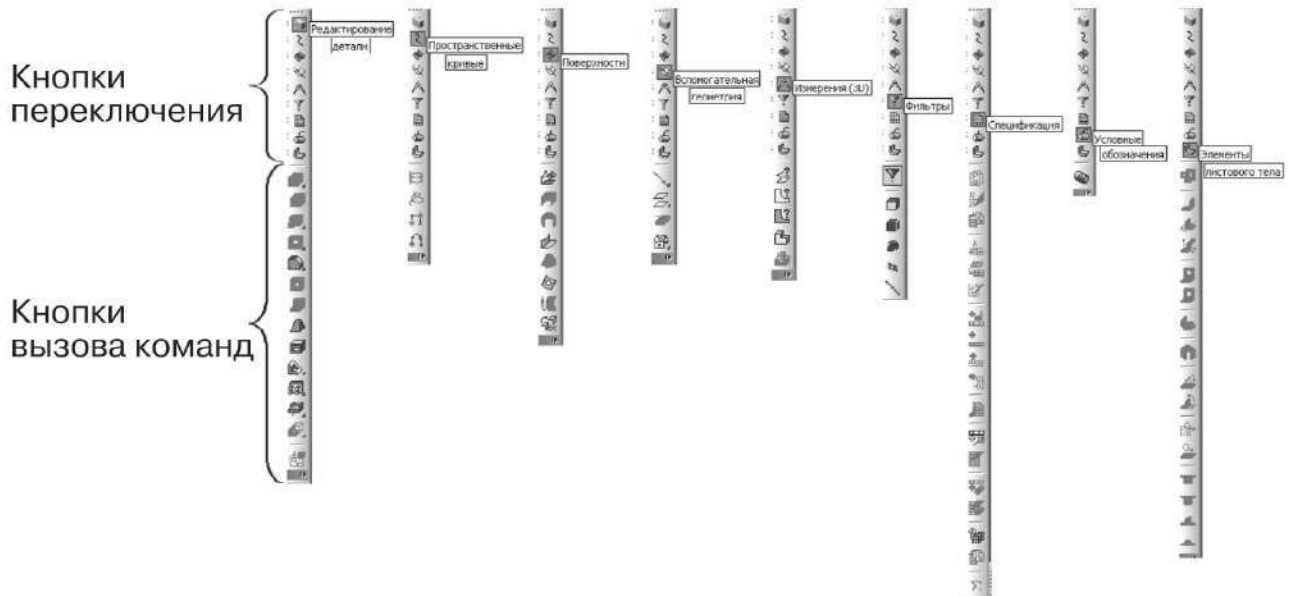 Кнопки
переключения
Кнопки
вызова команд
Редактирование
детали
Пространственные
кривые
Поверхности
Вспомогательная
геометрия
Измерения (3D)
Фильтры
Спецификация
Условные
обозначения
Элементы
листового тела